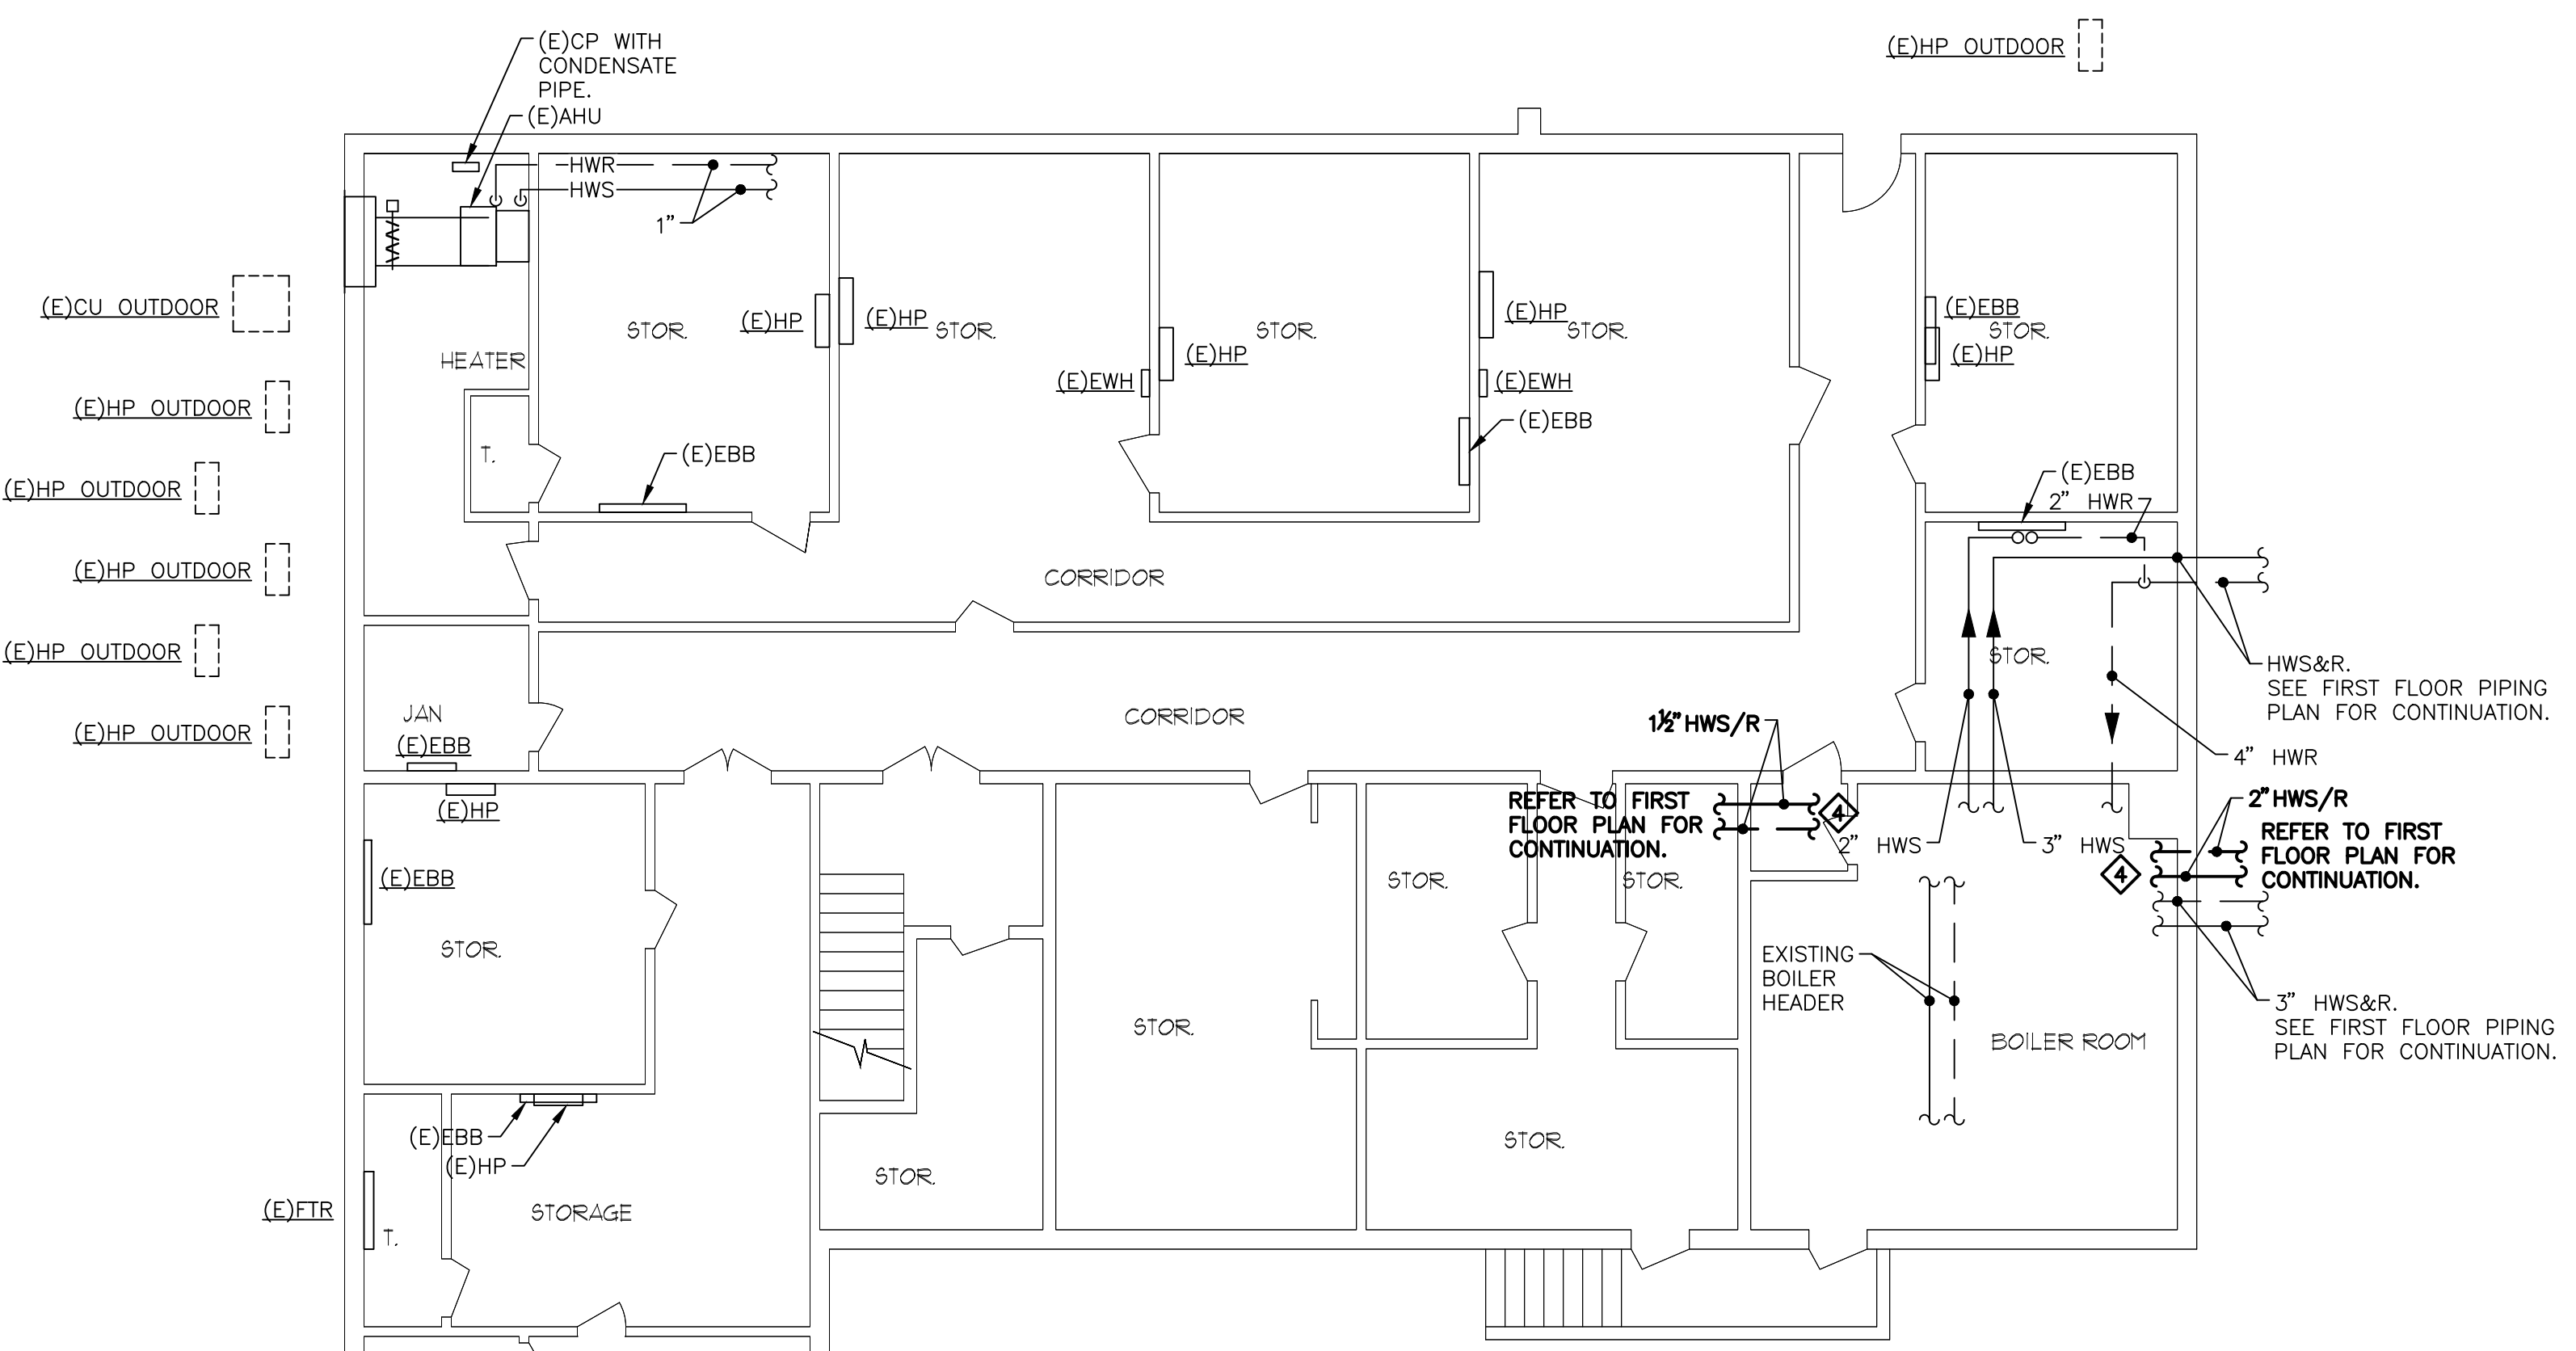 (E)CP WITH
CONDENSATE
PIPE.
(E)AHU
(E)HP OUTDOOR
HWR
HWS
1”
(E)CU OUTDOOR
HEATER
STOR.
(E)HP
(E)HP
STOR.
(E)EWH
(E)HP
STOR.
(E)HP
STOR.
(E)EWH
(E)EBB
(E)EBB
STOR.
(E)HP
(E)HP OUTDOOR
T.
(E)EBB
(E)HP OUTDOOR
(E)EBB
2” HWR
(E)HP OUTDOOR
CORRIDOR
(E)HP OUTDOOR
STOR.
HWS&R.
SEE FIRST FLOOR PIPING
PLAN FOR CONTINUATION.
(E)HP OUTDOOR
JAN
(E)EBB
CORRIDOR
1½”HWS/R
4” HWR
(E)HP
REFER TO FIRST
FLOOR PLAN FOR
CONTINUATION.
4
2” HWS
3” HWS
2”HWS/R
REFER TO FIRST
FLOOR PLAN FOR
CONTINUATION.
4
(E)EBB
STOR.
STOR.
STOR.
EXISTING
BOILER
HEADER
3” HWS&R.
SEE FIRST FLOOR PIPING
PLAN FOR CONTINUATION.
STOR.
BOILER ROOM
(E)EBB
(E)HP
STOR.
STOR.
(E)FTR
T.
STORAGE